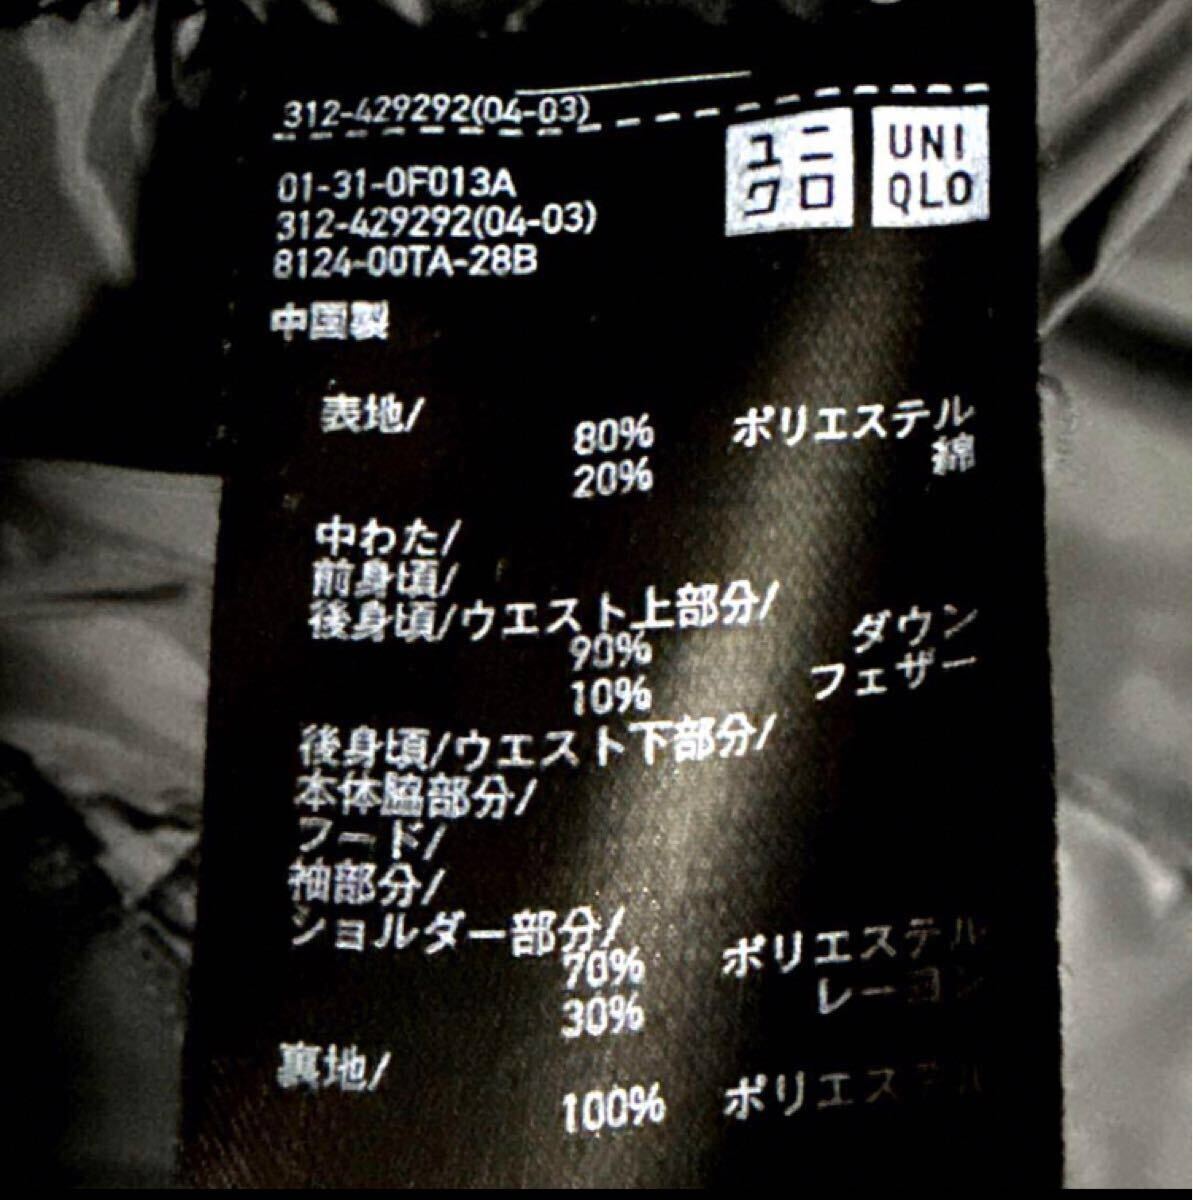 312-429292(04-03)
ユニ
クロ
UNI
QLO
01-31-0F013A
312-429292(04-03)
8124-00TA-28B
中国製
表地/
80% ポリエステル
20% 綿
中わた/
前身頃/
後身頃/ウエスト上部分/
90% ダウン
10% フェザー
後身頃/ウエスト下部分/
本体脇部分/
フード/
袖部分/
ショルダー部分/
70% ポリエステル
30% レーヨン
裏地/
100% ポリエステル